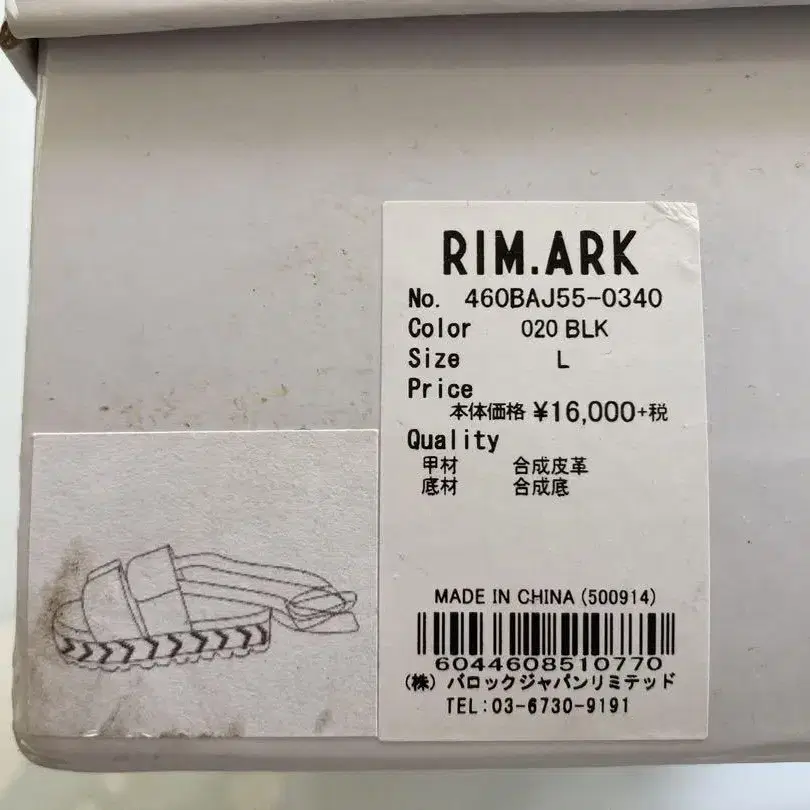 RIM.ARK
No. 460BAJ55-0340
Color 020 BLK
Size L
Price
本体価格 ¥16,000+税
Quality
甲材 合成皮革
底材 合成底
MADE IN CHINA (500914)
6044608510770
(株) バロックジャパンリミテッド
TEL:03-6730-9191